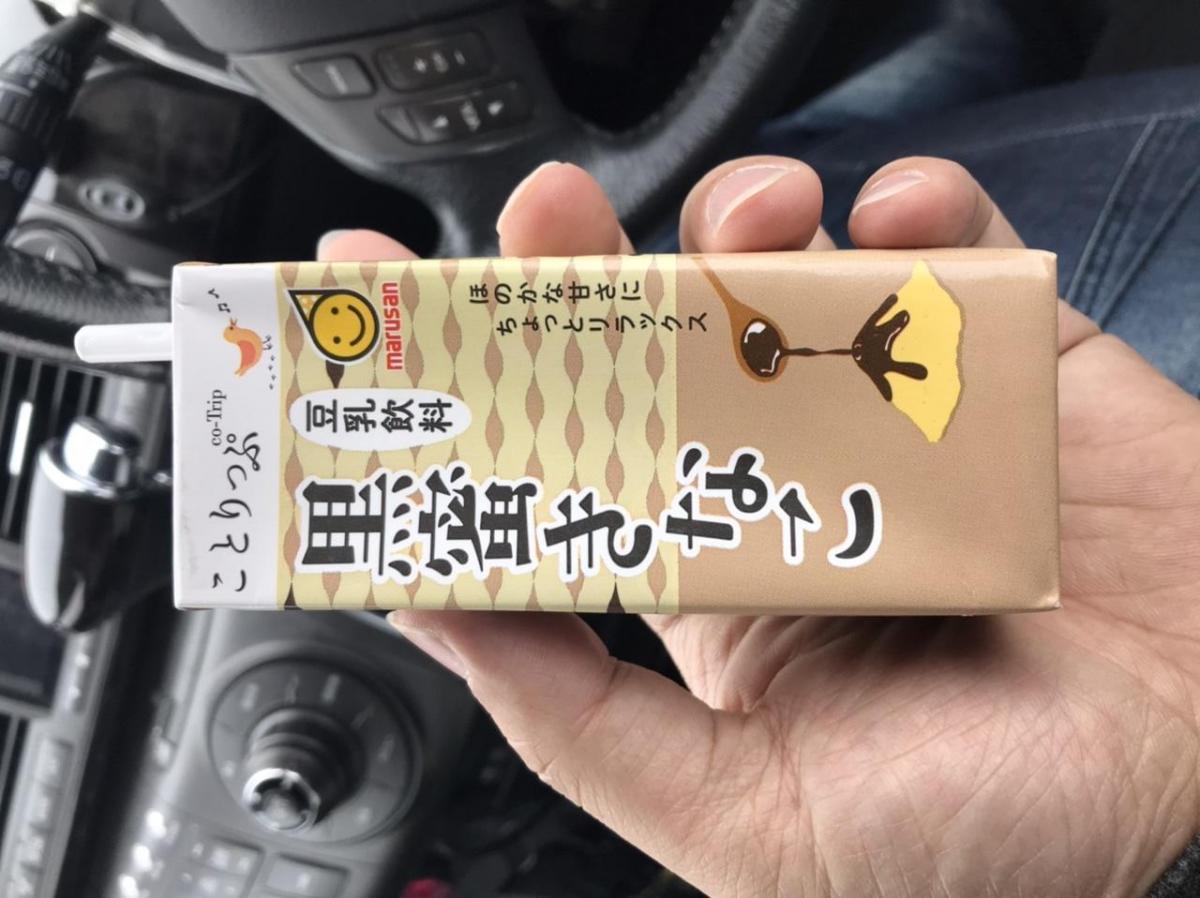 co-Trip
ことりっぷ
marusan
豆乳飲料
ほのかな甘さに
ちょっとリラックス
黒蜜きなこ